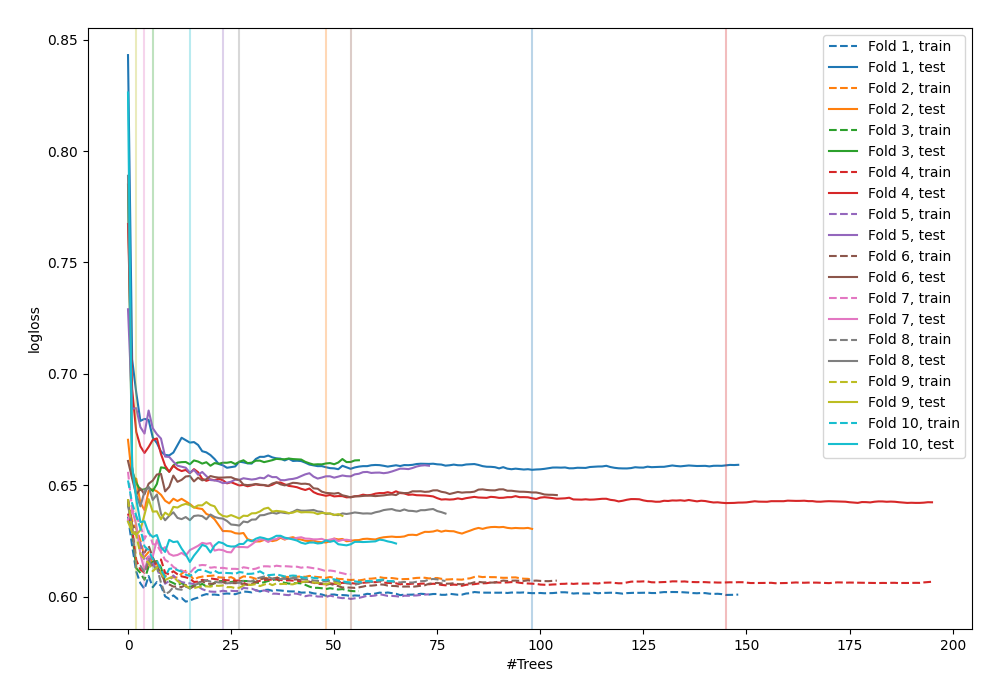 0.85
0.80
0.75
0.70
0.65
0.60
logloss
0
25
50
75
100
125
150
175
200
#Trees
Fold 1, train
Fold 1, test
Fold 2, train
Fold 2, test
Fold 3, train
Fold 3, test
Fold 4, train
Fold 4, test
Fold 5, train
Fold 5, test
Fold 6, train
Fold 6, test
Fold 7, train
Fold 7, test
Fold 8, train
Fold 8, test
Fold 9, train
Fold 9, test
Fold 10, train
Fold 10, test